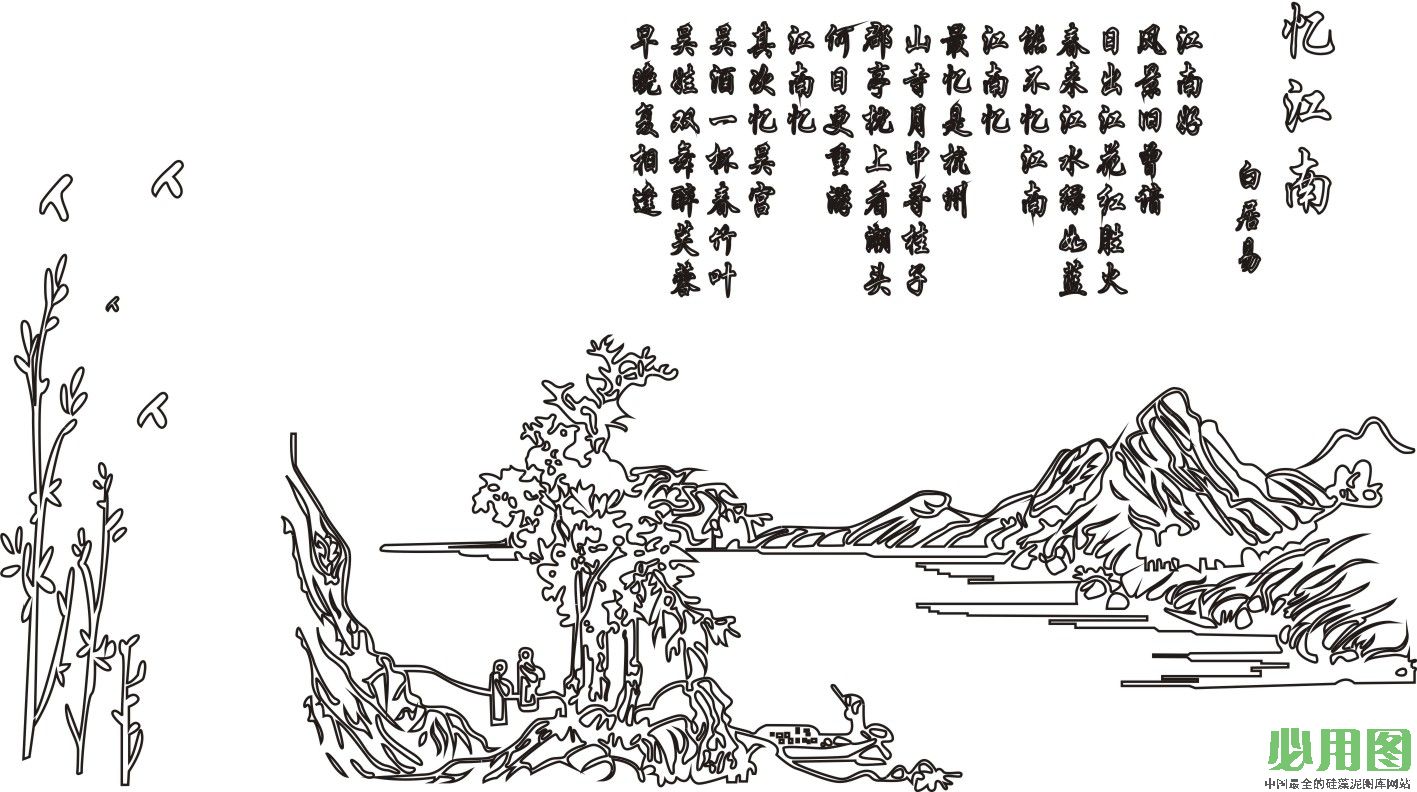 忆江南
白居易
江南好
风景旧曾谙
日出江花红胜火
春来江水绿如蓝
能不忆江南
江南忆
最忆是杭州
山寺月中寻桂子
郡亭枕上看潮头
何日更重游
江南忆
其次忆吴宫
吴酒一杯春竹叶
吴娃双舞醉芙蓉
早晚复相逢
必用图
中国最全的硅藻泥图库网站